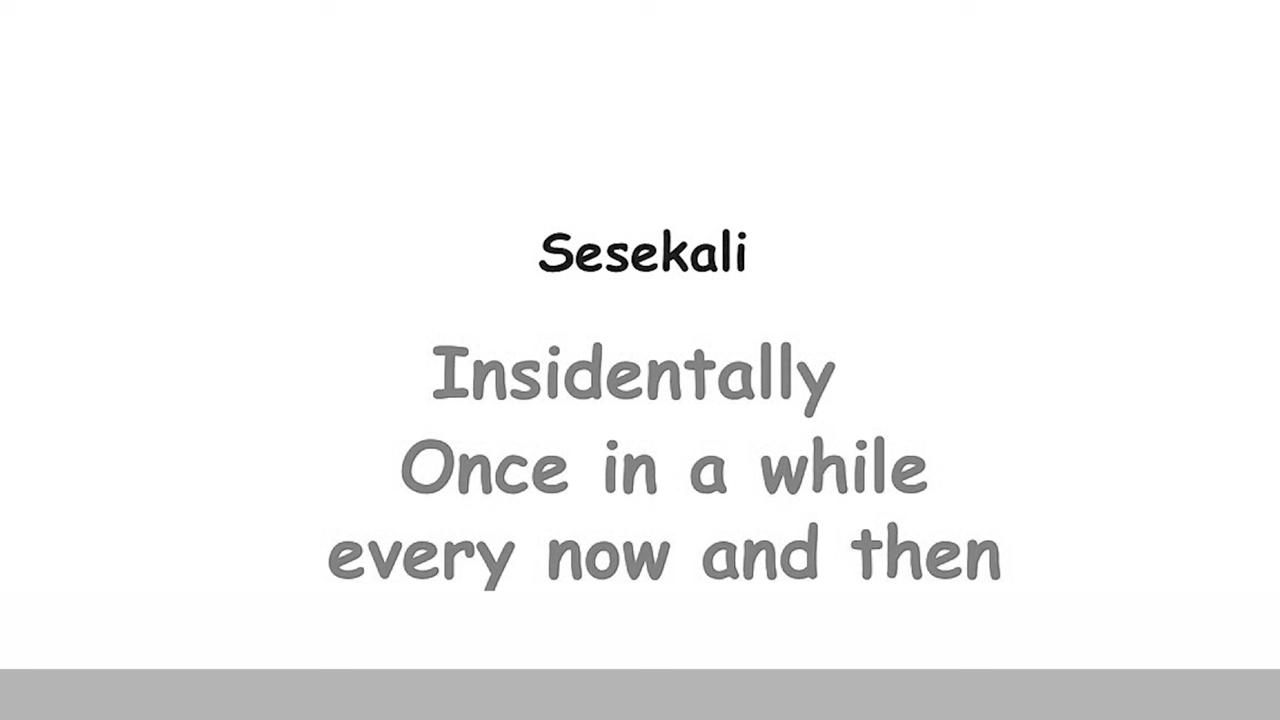 Sesekali
Insidentally
Once in a while
every now and then